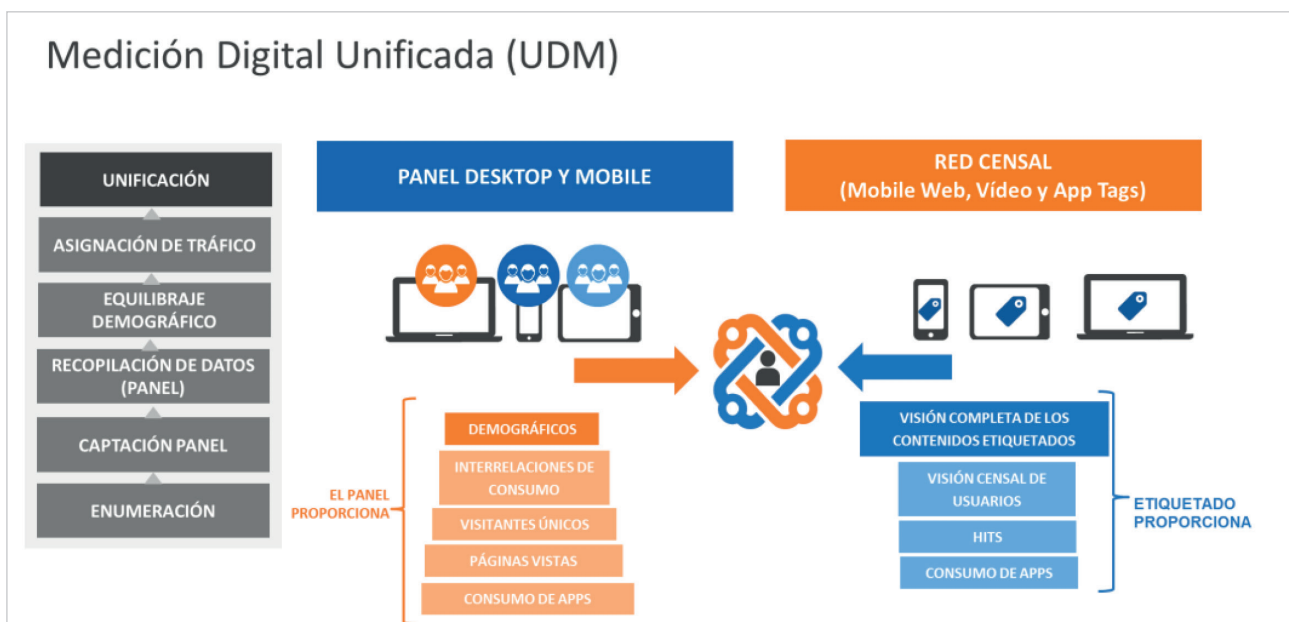 Medición Digital Unificada (UDM)
UNIFICACIÓN
ASIGNACIÓN DE TRÁFICO
EQUILIBRAJE
DEMOGRÁFICO
RECOPILACIÓN DE DATOS
(PANEL)
CAPTACIÓN PANEL
ENUMERACIÓN
PANEL DESKTOP Y MOBILE
EL PANEL
PROPORCIONA
DEMOGRÁFICOS
INTERRELACIONES DE
CONSUMO
VISITANTES ÚNICOS
PÁGINAS VISTAS
CONSUMO DE APPS
RED CENSAL
(Mobile Web, Vídeo y App Tags)
VISIÓN COMPLETA DE LOS
CONTENIDOS ETIQUETADOS
VISIÓN CENSAL DE
USUARIOS
HITS
CONSUMO DE APPS
ETIQUETADO
PROPORCIONA